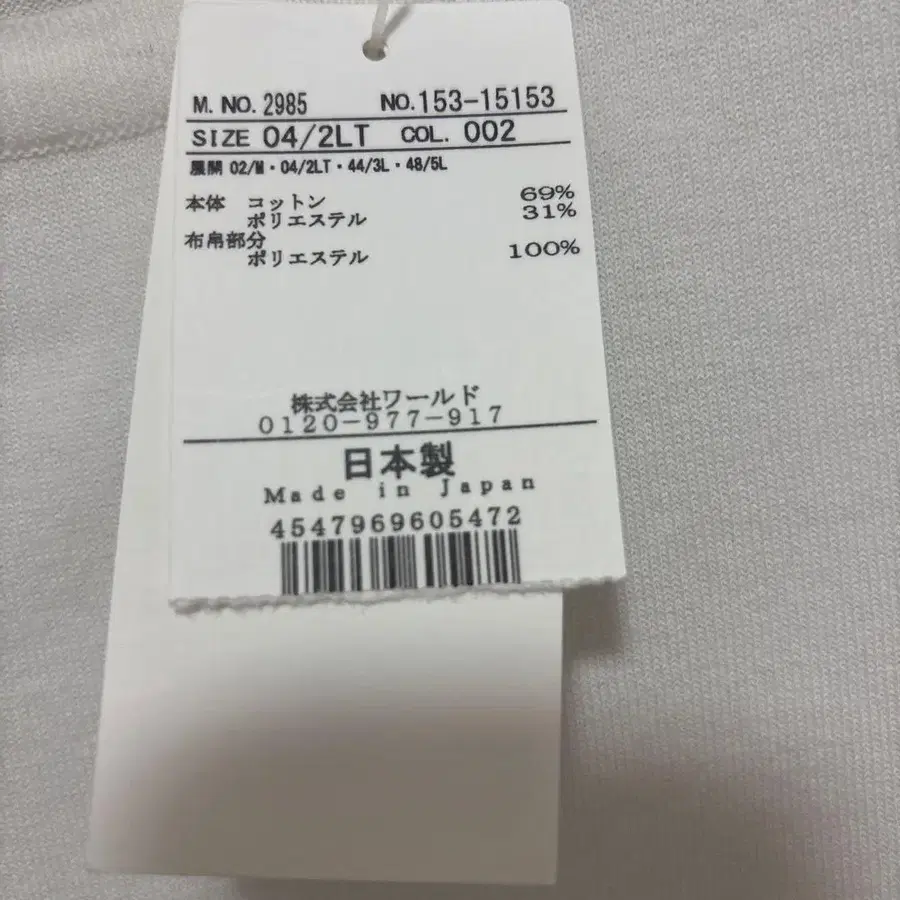 M. NO. 2985 NO. 153-15153
SIZE 04/2LT COL. 002
展開 02/M・04/2LT・44/3L・48/5L
本体 コットン 69%
ポリエステル 31%
布帛部分
ポリエステル 100%
株式会社ワールド
0120-977-917
日本製
Made in Japan
4547969605472